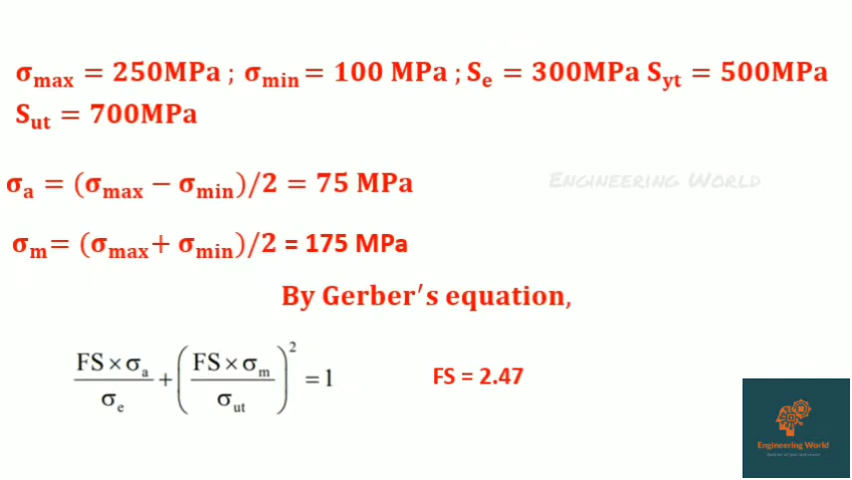 σmax = 250MPa ; σmin = 100 MPa ; Se = 300MPa Syt = 500MPa
Sut = 700MPa
σa = (σmax − σmin)/2 = 75 MPa
Engineering World
σm= (σmax+ σmin)/2 = 175 MPa
By Gerber′s equation,
FS×σa/σe + (FS×σm/σut)² = 1
FS = 2.47
Engineering World